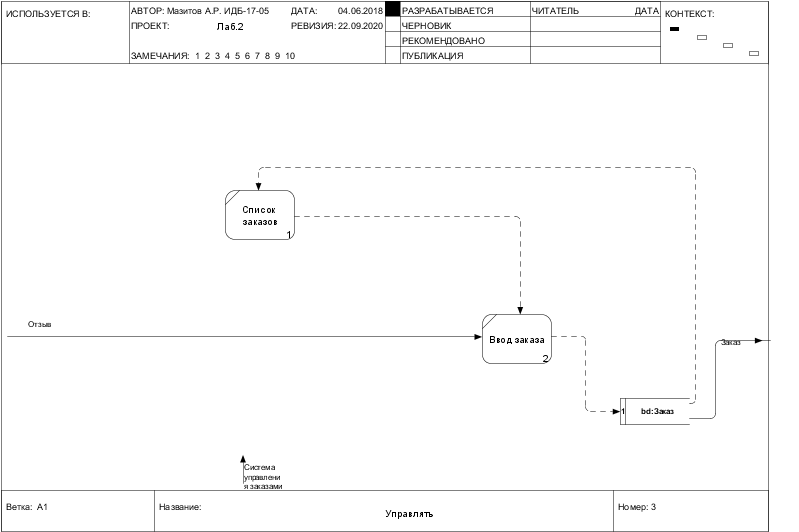 ИСПОЛЬЗУЕТСЯ В:
АВТОР: Мазитов А.Р. ИДБ-17-05
ДАТА: 04.06.2018
РАЗРАБАТЫВАЕТСЯ
ЧИТАТЕЛЬ
ДАТА
КОНТЕКСТ:
ПРОЕКТ: Лаб.2
РЕВИЗИЯ: 22.09.2020
ЧЕРНОВИК
РЕКОМЕНДОВАНО
ЗАМЕЧАНИЯ: 1 2 3 4 5 6 7 8 9 10
ПУБЛИКАЦИЯ
Список
заказов
1
Отзыв
Ввод заказа
2
Заказ
1
bd:Заказ
Система
управлени
я заказами
Ветка: А1
Название:
Управлять
Номер: 3